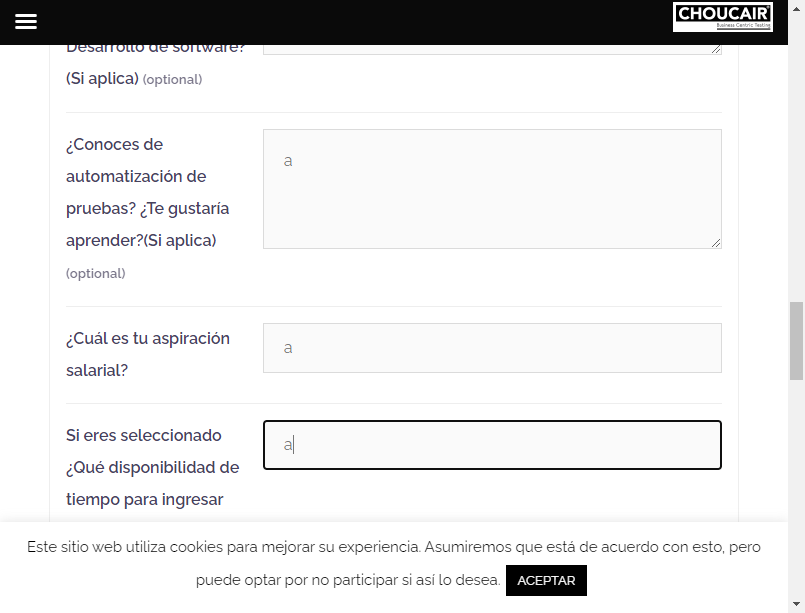 CHOUCAIR
Business Centric Testing
Desarrollo de software?
(Si aplica) (optional)
¿Conoces de
automatización de
pruebas? ¿Te gustaría
aprender?(Si aplica)
(optional)
a
¿Cuál es tu aspiración
salarial?
a
Si eres seleccionado
¿Qué disponibilidad de
tiempo para ingresar
a
Este sitio web utiliza cookies para mejorar su experiencia. Asumiremos que está de acuerdo con esto, pero
puede optar por no participar si así lo desea. ACEPTAR